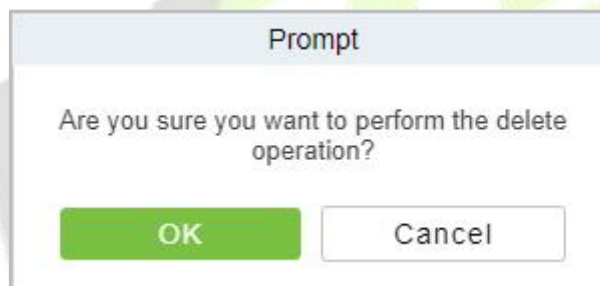 Prompt
Are you sure you want to perform the delete
operation?
OK
Cancel